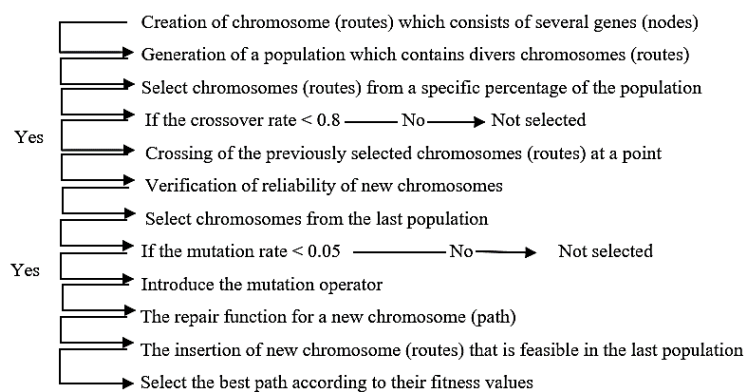 Creation of chromosome (routes) which consists of several genes (nodes)
Generation of a population which contains divers chromosomes (routes)
Select chromosomes (routes) from a specific percentage of the population
If the crossover rate < 0.8 No Not selected
Yes
Crossing of the previously selected chromosomes (routes) at a point
Verification of reliability of new chromosomes
Select chromosomes from the last population
If the mutation rate < 0.05 No Not selected
Yes
Introduce the mutation operator
The repair function for a new chromosome (path)
The insertion of new chromosome (routes) that is feasible in the last population
Select the best path according to their fitness values